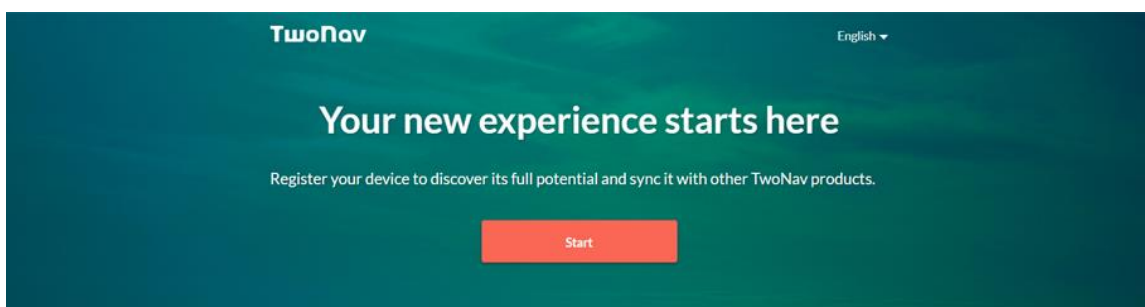 TwoNav
English
Your new experience starts here
Register your device to discover its full potential and sync it with other TwoNav products.
Start